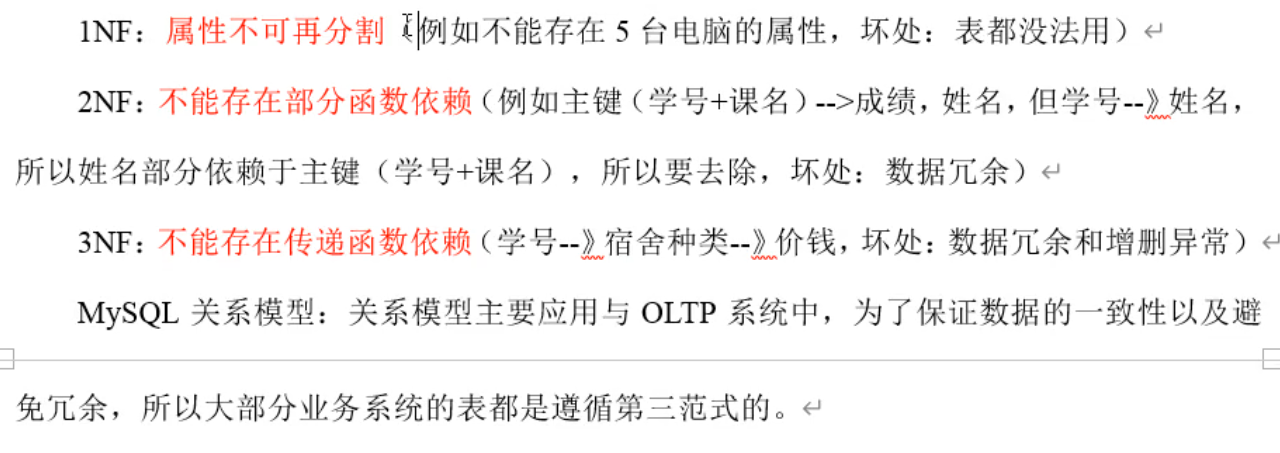 1NF：属性不可再分割（例如不能存在 5 台电脑的属性，坏处：表都没法用）
2NF：不能存在部分函数依赖（例如主键（学号+课名）-->成绩，姓名，但学号--》姓名，
所以姓名部分依赖于主键（学号+课名），所以要去除，坏处：数据冗余）
3NF：不能存在传递函数依赖（学号--》宿舍种类--》价钱，坏处：数据冗余和增删异常）
MySQL 关系模型：关系模型主要应用与 OLTP 系统中，为了保证数据的一致性以及避
免冗余，所以大部分业务系统的表都是遵循第三范式的。